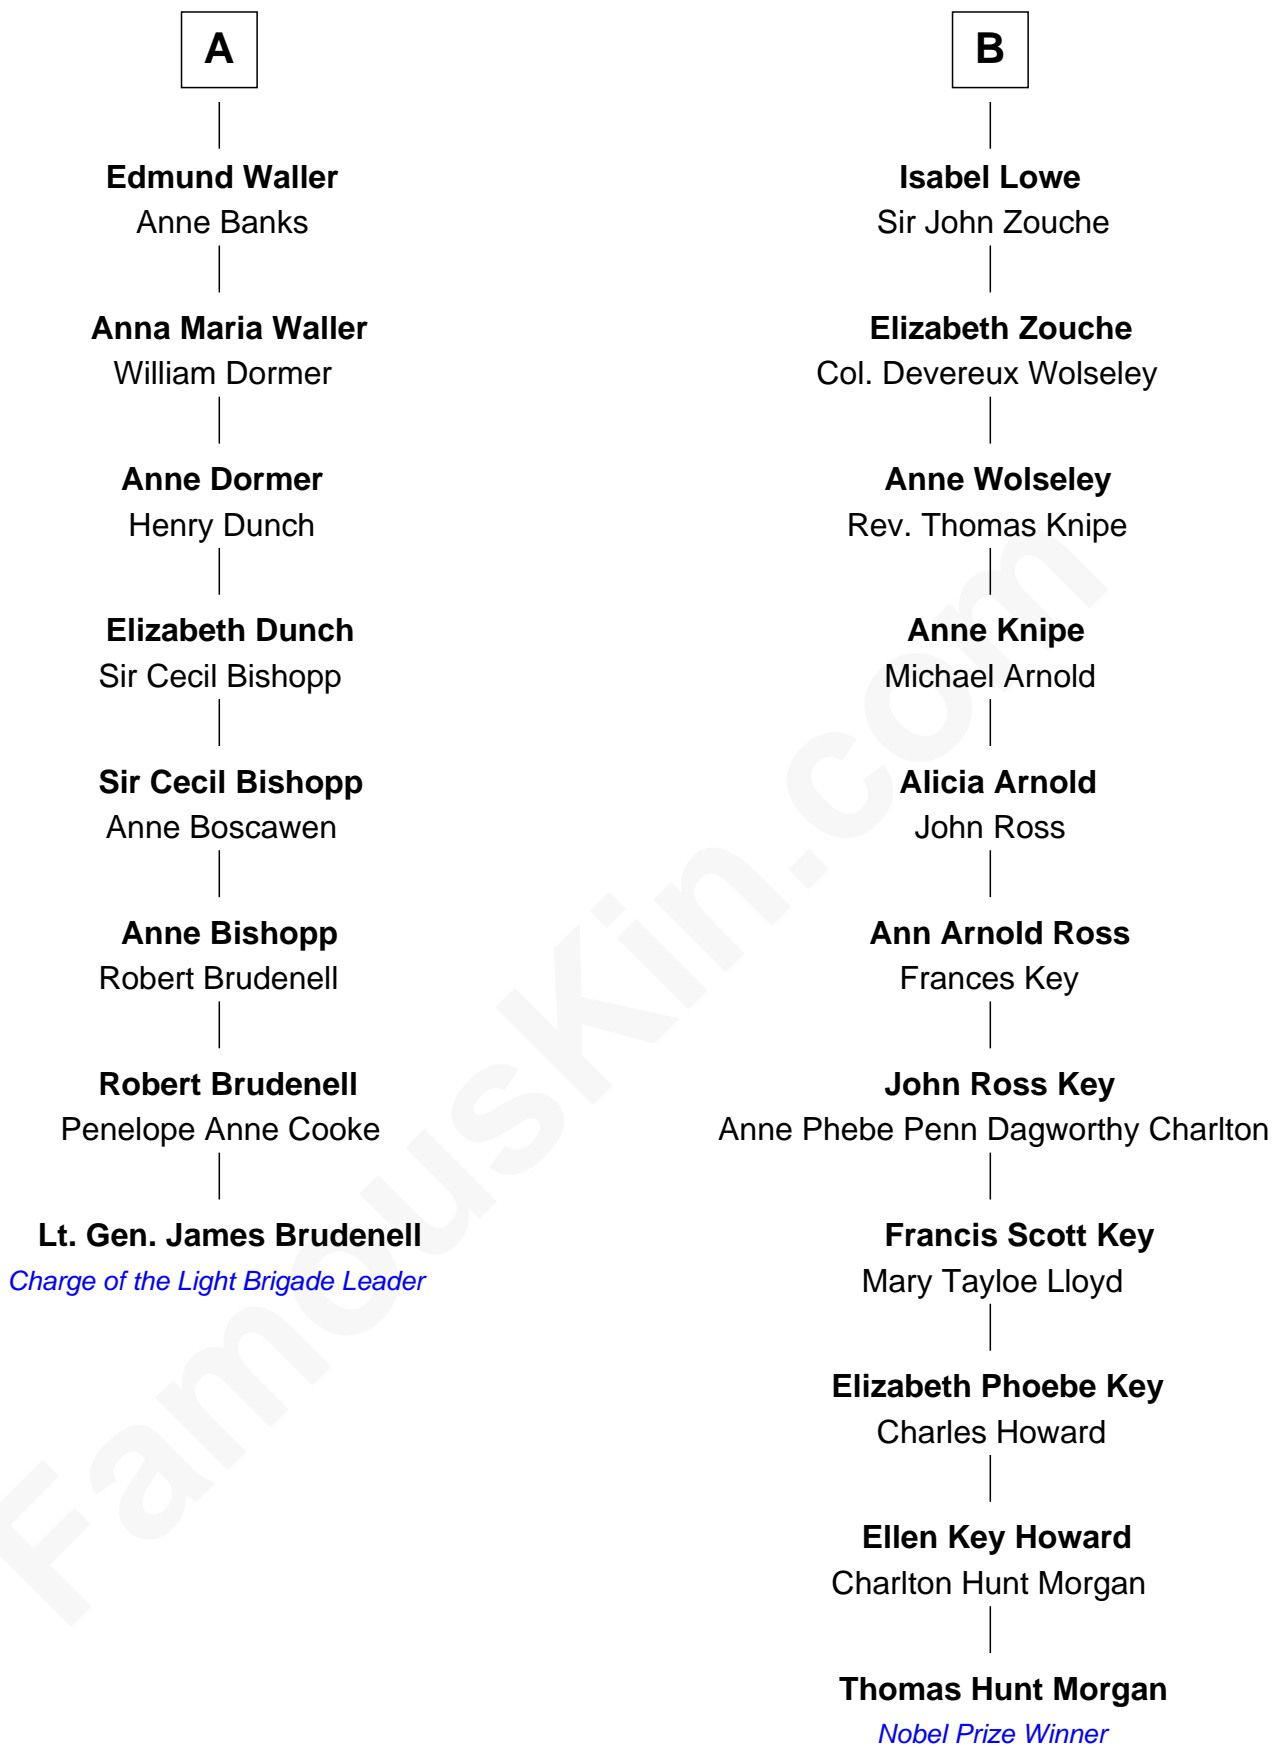 A
Edmund Waller
Anne Banks
Anna Maria Waller
William Dormer
Anne Dormer
Henry Dunch
Elizabeth Dunch
Sir Cecil Bishopp
Sir Cecil Bishopp
Anne Boscawen
Anne Bishopp
Robert Brudenell
Robert Brudenell
Penelope Anne Cooke
Lt. Gen. James Brudenell
Charge of the Light Brigade Leader
B
Isabel Lowe
Sir John Zouche
Elizabeth Zouche
Col. Devereux Wolseley
Anne Wolseley
Rev. Thomas Knipe
Anne Knipe
Michael Arnold
Alicia Arnold
John Ross
Ann Arnold Ross
Frances Key
John Ross Key
Anne Phebe Penn Dagworthy Charlton
Francis Scott Key
Mary Tayloe Lloyd
Elizabeth Phoebe Key
Charles Howard
Ellen Key Howard
Charlton Hunt Morgan
Thomas Hunt Morgan
Nobel Prize Winner
FamousKin.com